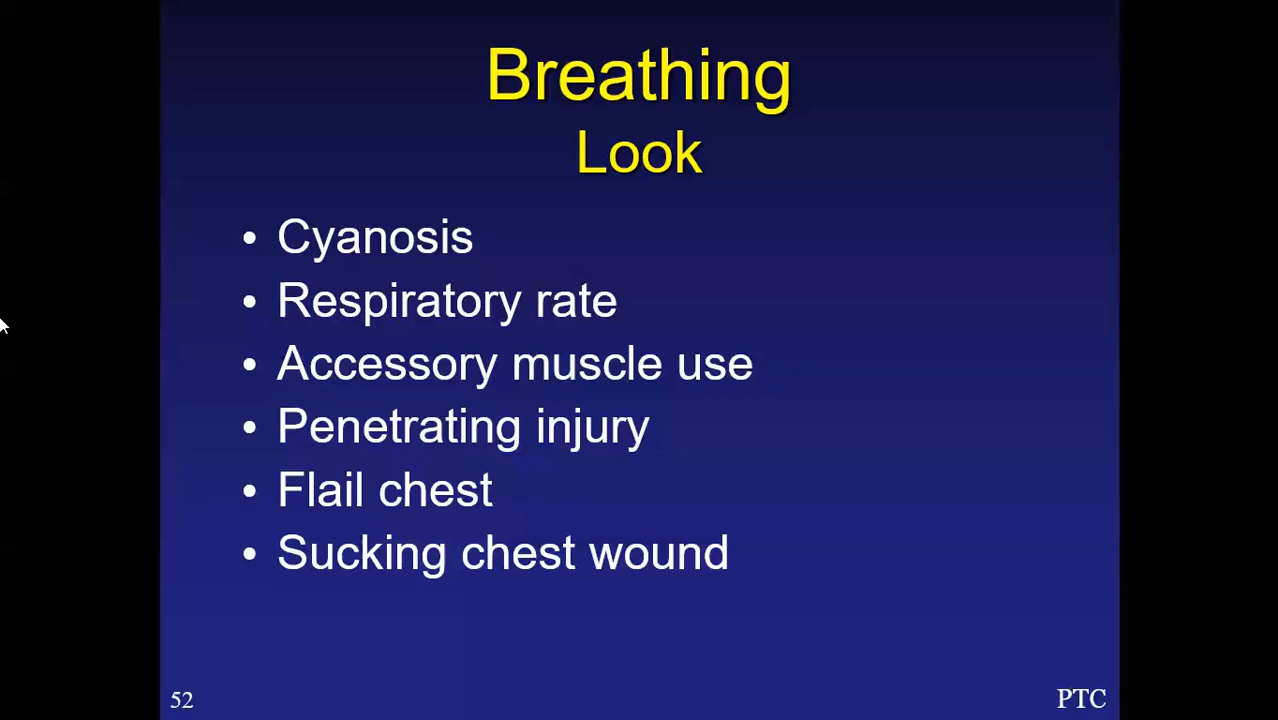 Breathing
Look
• Cyanosis
• Respiratory rate
• Accessory muscle use
• Penetrating injury
• Flail chest
• Sucking chest wound
52
PTC